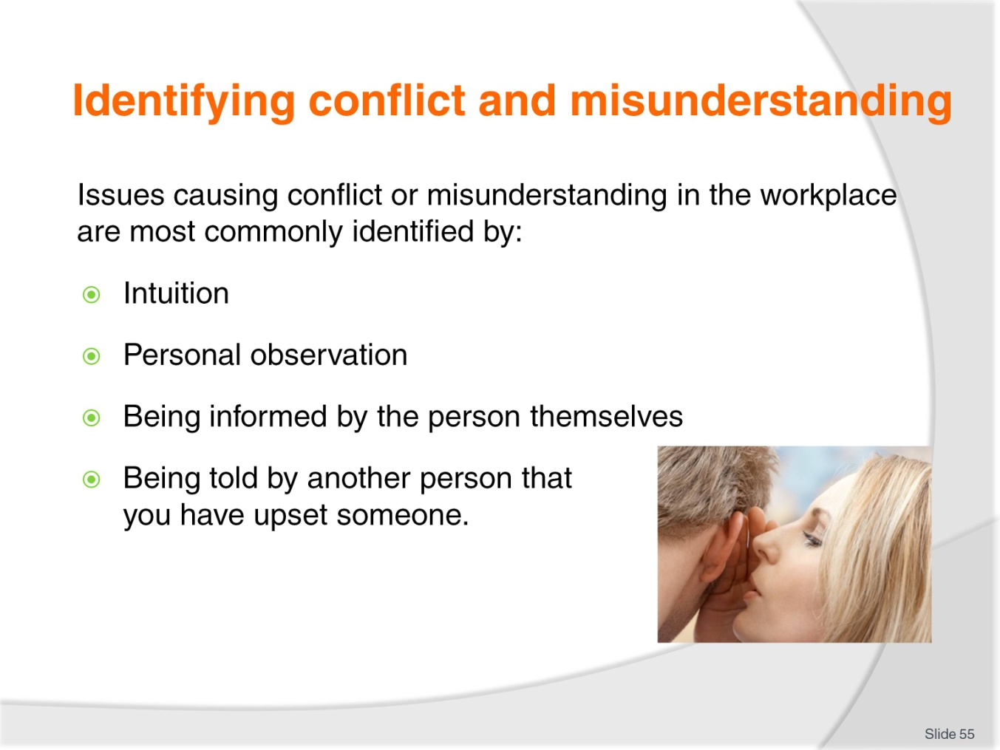 Identifying conflict and misunderstanding
Issues causing conflict or misunderstanding in the workplace
are most commonly identified by:
Intuition
Personal observation
Being informed by the person themselves
Being told by another person that
you have upset someone.
Slide 55